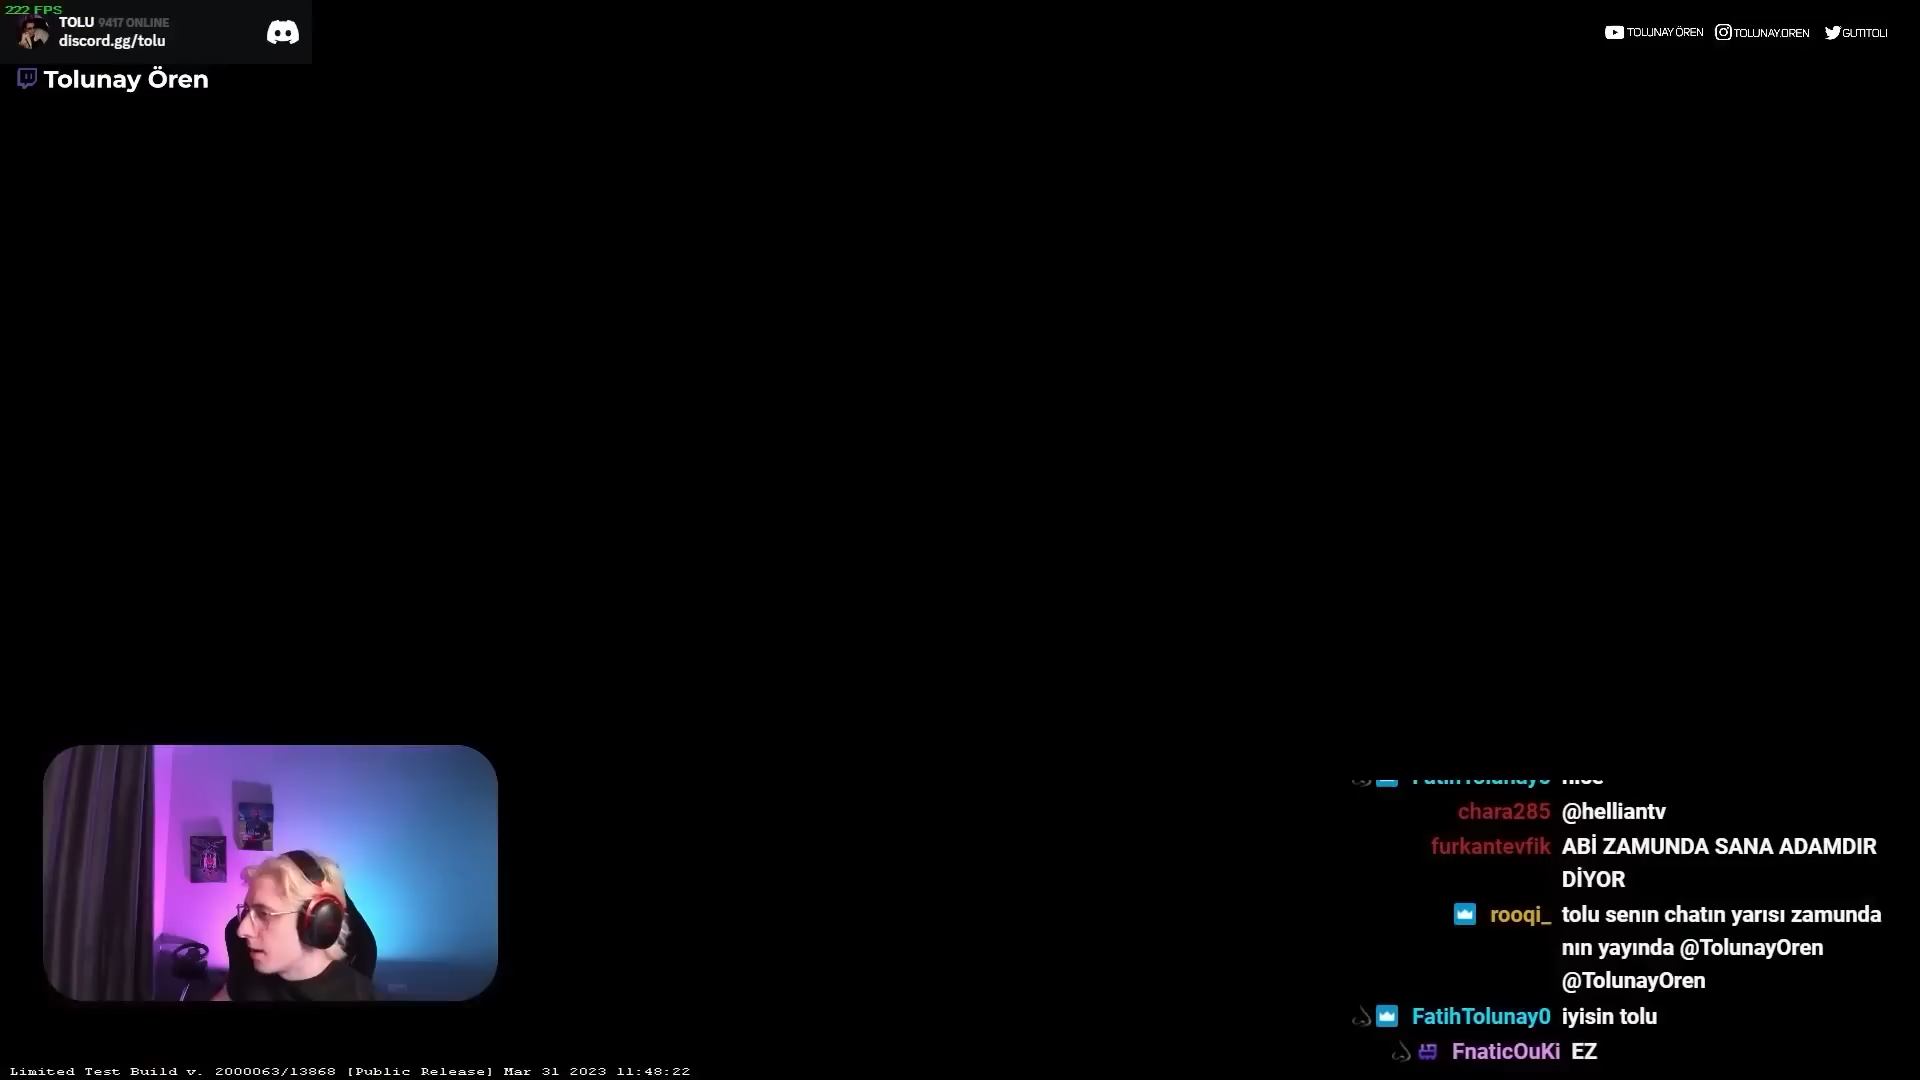 222 FPS
TOLU 9417 ONLINE
discord.gg/tolu
Tolunay Ören
TOLUNAY ÖREN
TOLUNAY.OREN
GUTITOLI
chara285 @helliantv
furkantevfik ABİ ZAMUNDA SANA ADAMDIR
DİYOR
rooqi_ tolu senın chatın yarısı zamunda
nın yayında @TolunayOren
@TolunayOren
FatihTolunay0 iyisin tolu
FnaticOuKi EZ
Limited Test Build v. 2000063/13868 [Public Release] Mar 31 2023 11:48:22